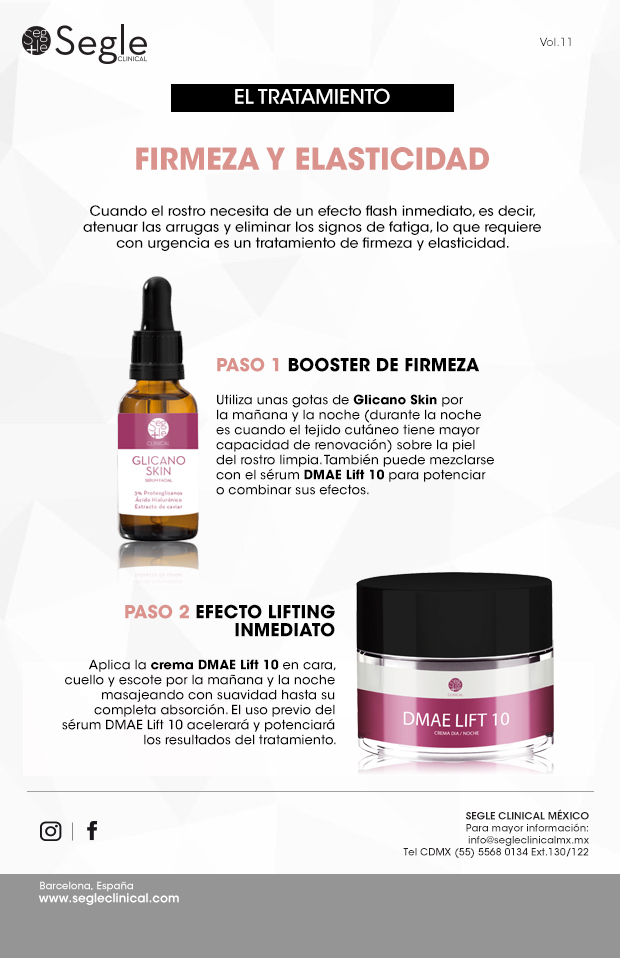 Segle
CLINICAL
Vol.11
EL TRATAMIENTO
FIRMEZA Y ELASTICIDAD
Cuando el rostro necesita de un efecto flash inmediato, es decir,
atenuar las arrugas y eliminar los signos de fatiga, lo que requiere
con urgencia es un tratamiento de firmeza y elasticidad.
PASO 1 BOOSTER DE FIRMEZA
Utiliza unas gotas de Glicano Skin por
la mañana y la noche (durante la noche
es cuando el tejido cutáneo tiene mayor
capacidad de renovación) sobre la piel
del rostro limpia. También puede mezclarse
con el sérum DMAE Lift 10 para potenciar
o combinar sus efectos.
CLINICAL
GLICANO
SKIN
SERUM FACIAL
3% Proteoglicanos
Ácido Hialurónico
Extracto de caviar
PASO 2 EFECTO LIFTING
INMEDIATO
Aplica la crema DMAE Lift 10 en cara,
cuello y escote por la mañana y la noche
masajeando con suavidad hasta su
completa absorción. El uso previo del
sérum DMAE Lift 10 acelerará y potenciará
los resultados del tratamiento.
CLINICAL
DMAE LIFT 10
CREMA DIA / NOCHE
SEGLE CLINICAL MÉXICO
Para mayor información:
info@segleclinicalmx.mx
Tel CDMX (55) 5568 0134 Ext.130/122
Barcelona, España
www.segleclinical.com